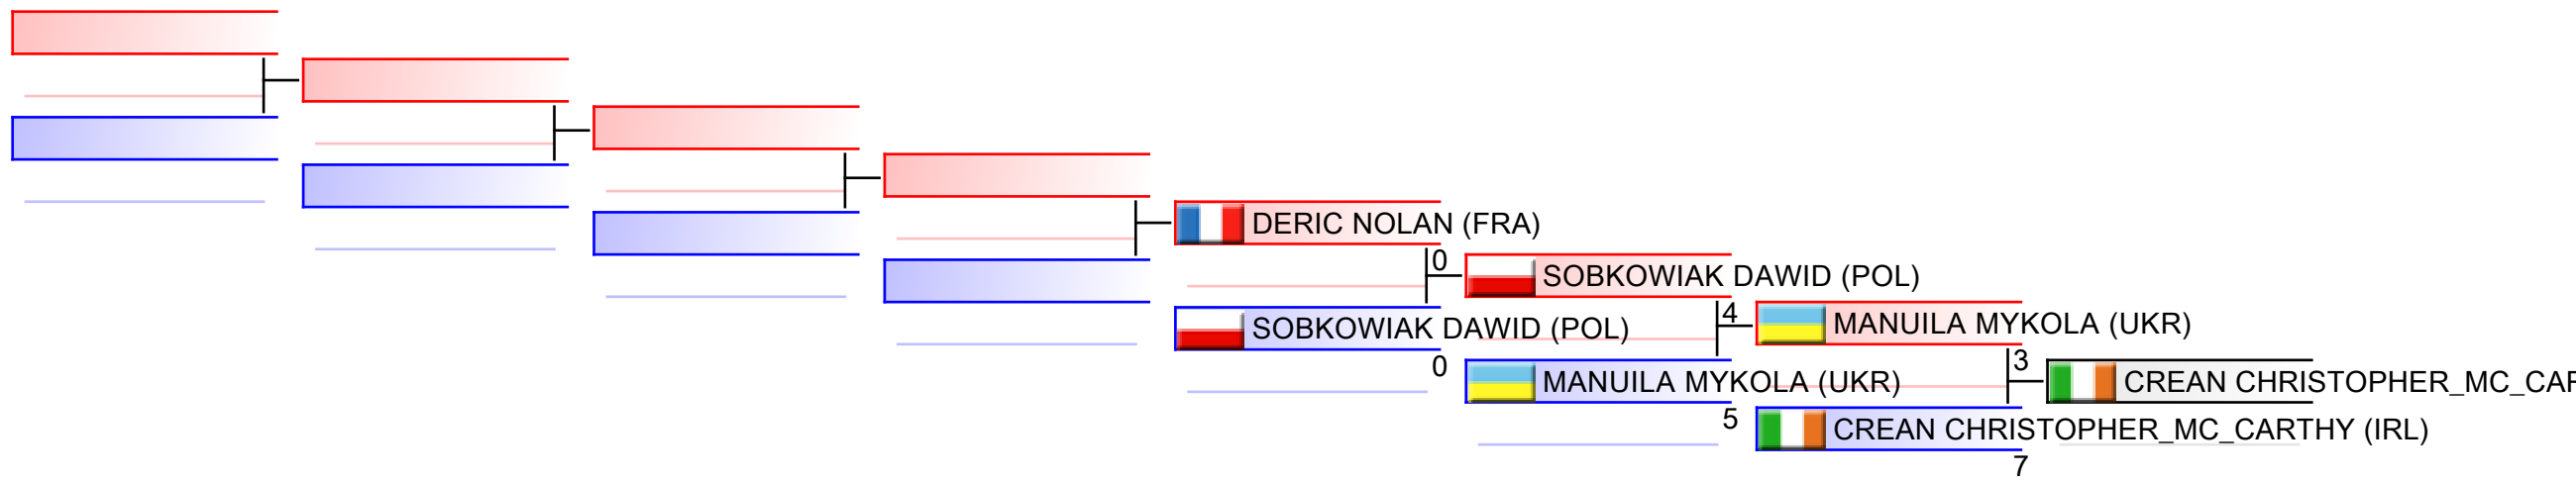 DERIC NOLAN (FRA)
0
SOBKOWIAK DAWID (POL)
SOBKOWIAK DAWID (POL)
0
4
MANUILA MYKOLA (UKR)
MANUILA MYKOLA (UKR)
5
3
CREAN CHRISTOPHER_MC_CAR
CREAN CHRISTOPHER_MC_CARTHY (IRL)
7